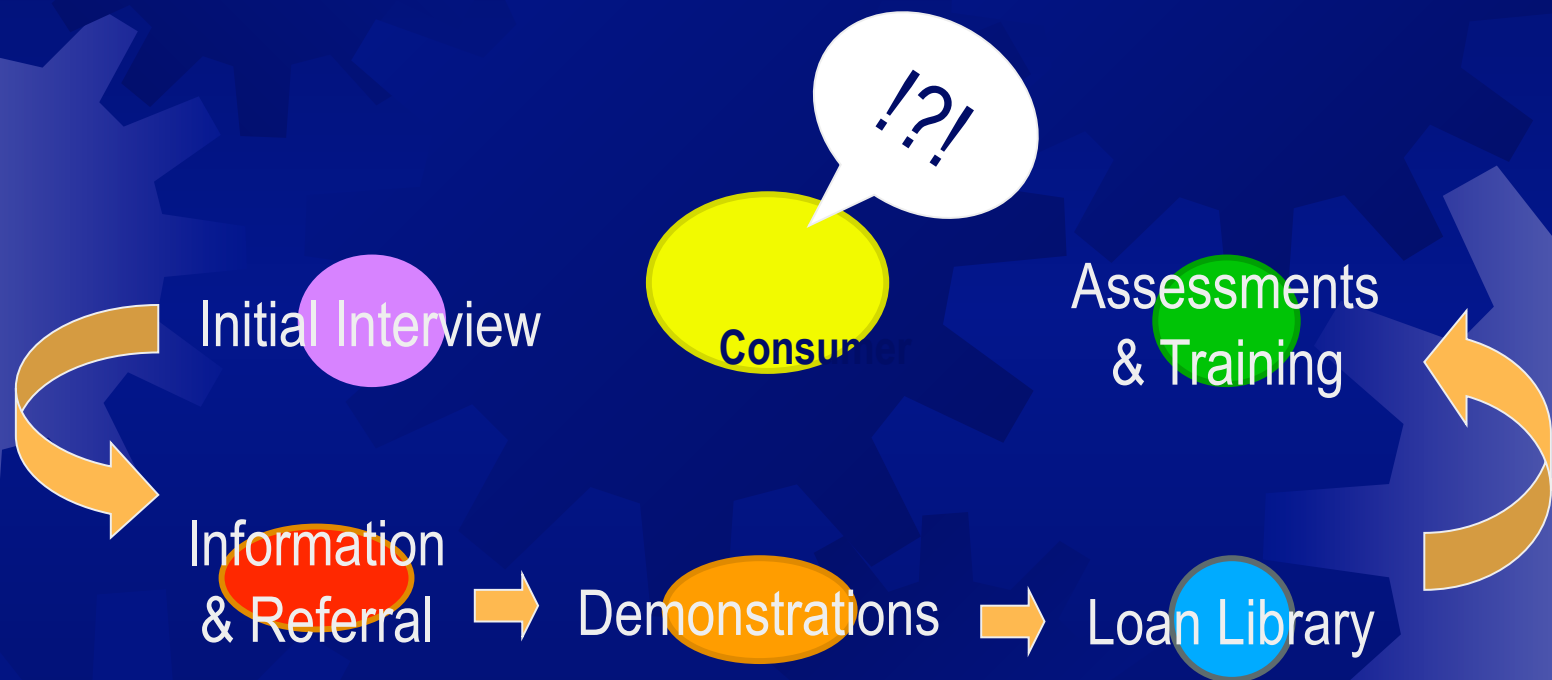 !?!
Initial Interview
Consumer
Assessments
& Training
Information
& Referral
Demonstrations
Loan Library